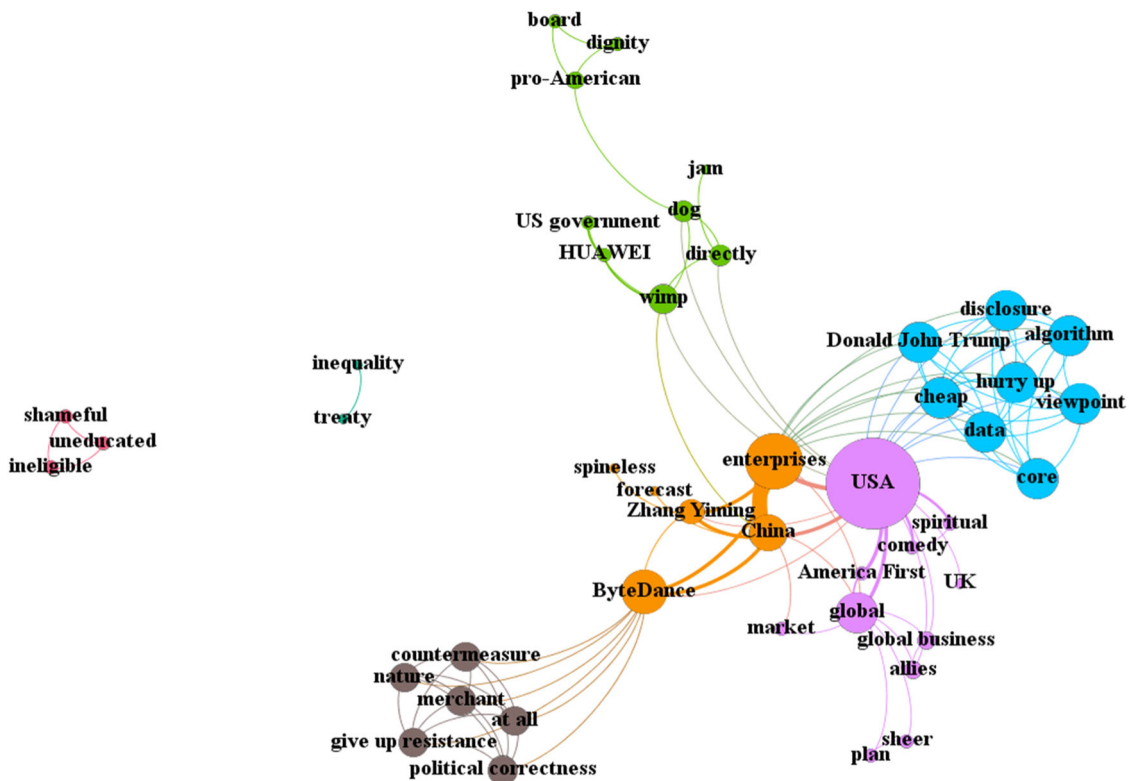 board
dignity
pro-American
jam
dog
US government
HUAWEI
directly
wimp
disclosure
Donald John Trump
algorithm
inequality
hurry up
cheap
viewpoint
treaty
shameful
data
uneducated
enterprises
ineligible
spineless
USA
core
forecast
Zhang Yiming
spiritual
China
comedy
America First
UK
ByteDance
global
market
global business
countermeasure
allies
nature
merchant
at all
give up resistance
sheer
plan
political correctness